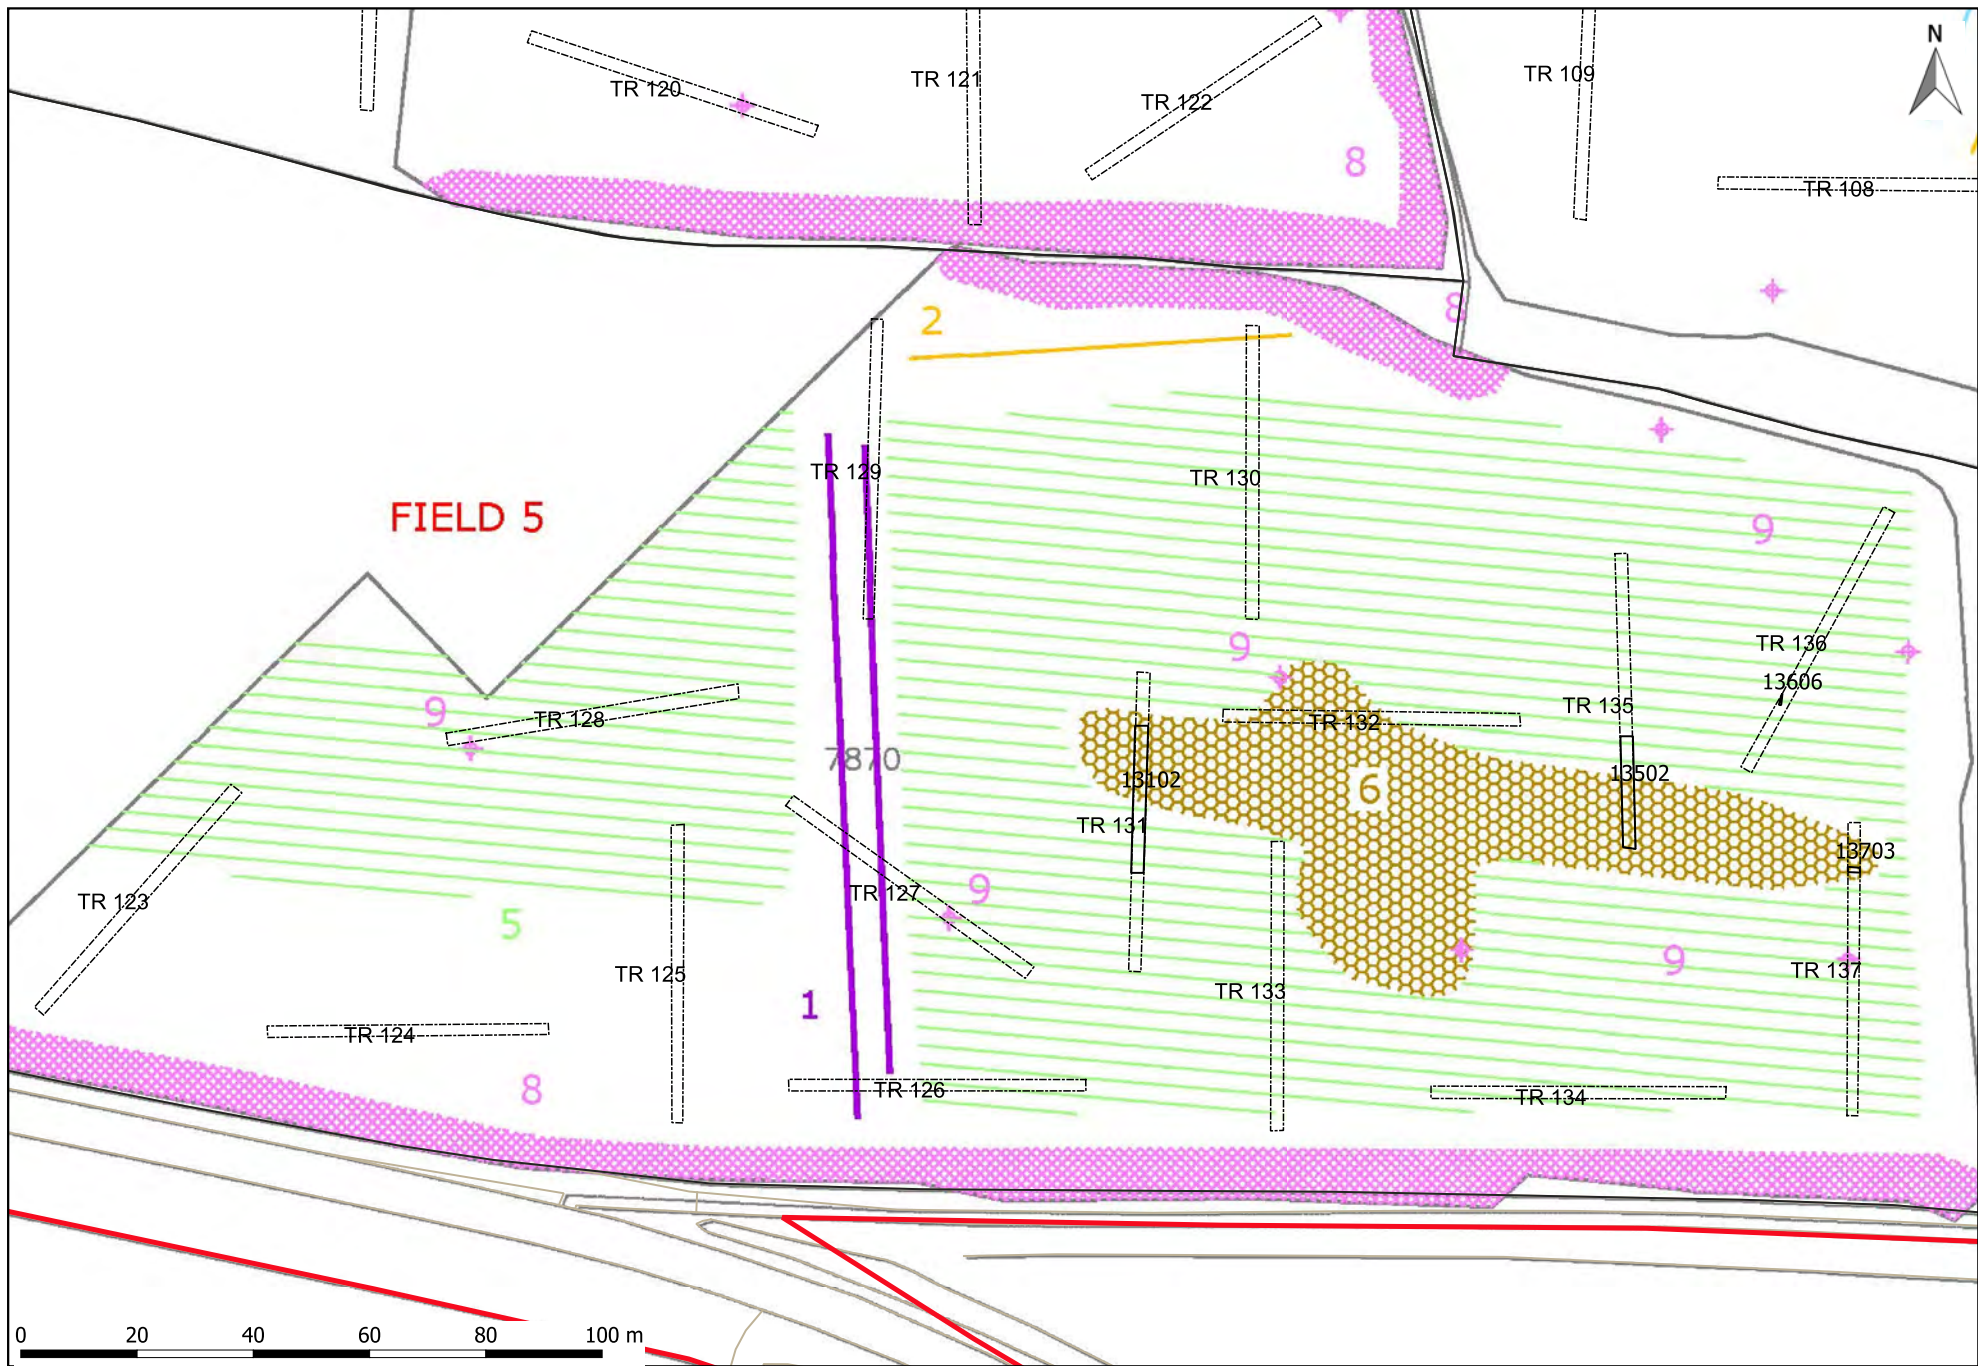 N
TR 120
TR 121
TR 122
TR 109
TR 108
8
8
2
TR 129
TR 130
FIELD 5
9
TR 136
13606
9
TR 135
9
TR 128
TR 132
7870
13102
6
13502
TR 131
13703
TR 123
TR 127
9
5
TR 125
1
TR 133
9
TR 137
TR 124
8
TR 126
TR 134
0 20 40 60 80 100 m